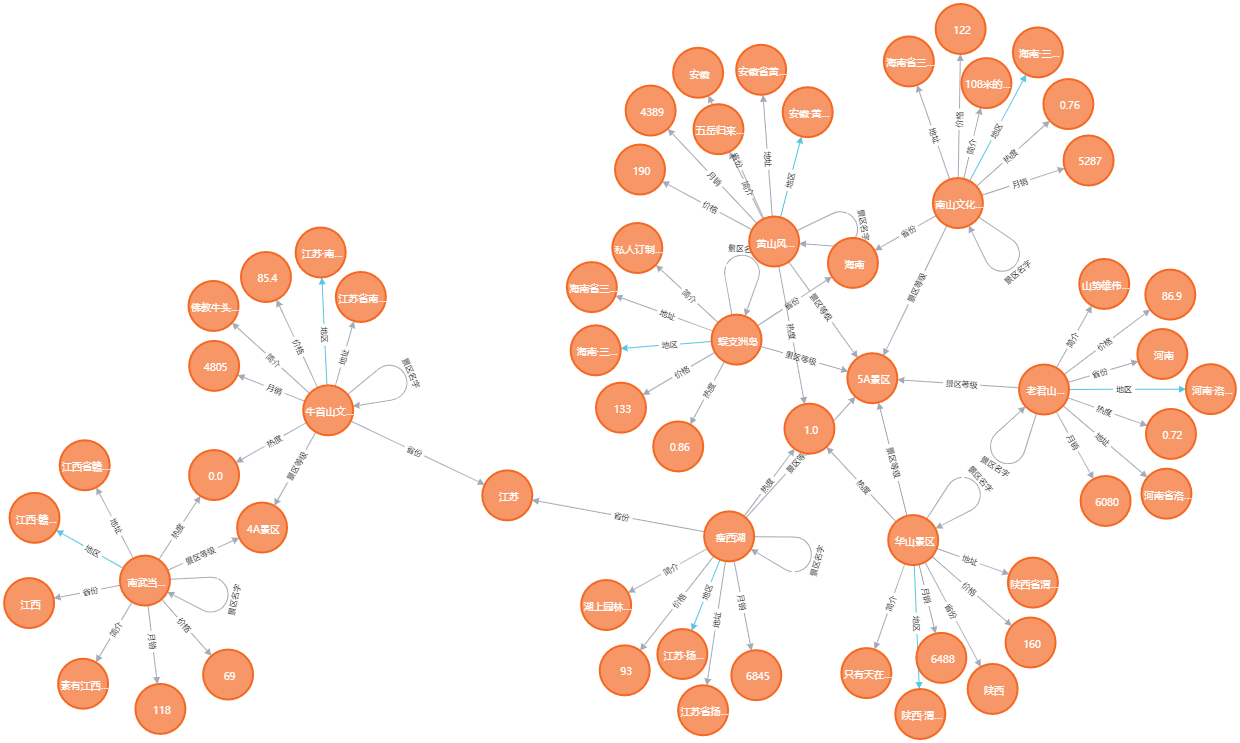 122
海南省三...
海南·三...
108米的...
0.76
5287
地址
价格
简介
地区
热度
月销
南山文化...
省份
景区等级
景区名字
安徽
安徽省黄...
安徽·黄...
4389
五岳归来...
190
省份
简介
地址
地区
月销
价格
黄山风...
景区名字
海南
景区等级
热度
私人订制...
海南省三...
海南·三...
133
0.86
简介
地址
地区
价格
热度
景区名
蜈支洲岛
省份
景区等级
5A景区
1.0
山势雄伟...
86.9
河南
河南·洛...
0.72
河南省洛...
6080
简介
价格
省份
地区
热度
地址
月销
老君山...
景区等级
景区名字
江苏·南...
85.4
江苏省南...
佛教牛头...
4805
地区
价格
地址
简介
月销
景区名字
牛首山文...
热度
景区等级
省份
江苏
0.0
4A景区
江西省赣...
江西·赣...
江西
素有江西...
118
69
地址
地区
热度
景区等级
省份
简介
月销
价格
景区名字
南武当...
省份
瘦西湖
热度
景区等
景区名字
简介
价格
地区
地址
月销
湖上园林...
93
江苏·扬...
江苏省扬...
6845
热度
景区等级
景区名字
华山景区
地址
价格
省份
月销
地区
简介
陕西省渭...
160
陕西
6488
陕西·渭...
只有天在...